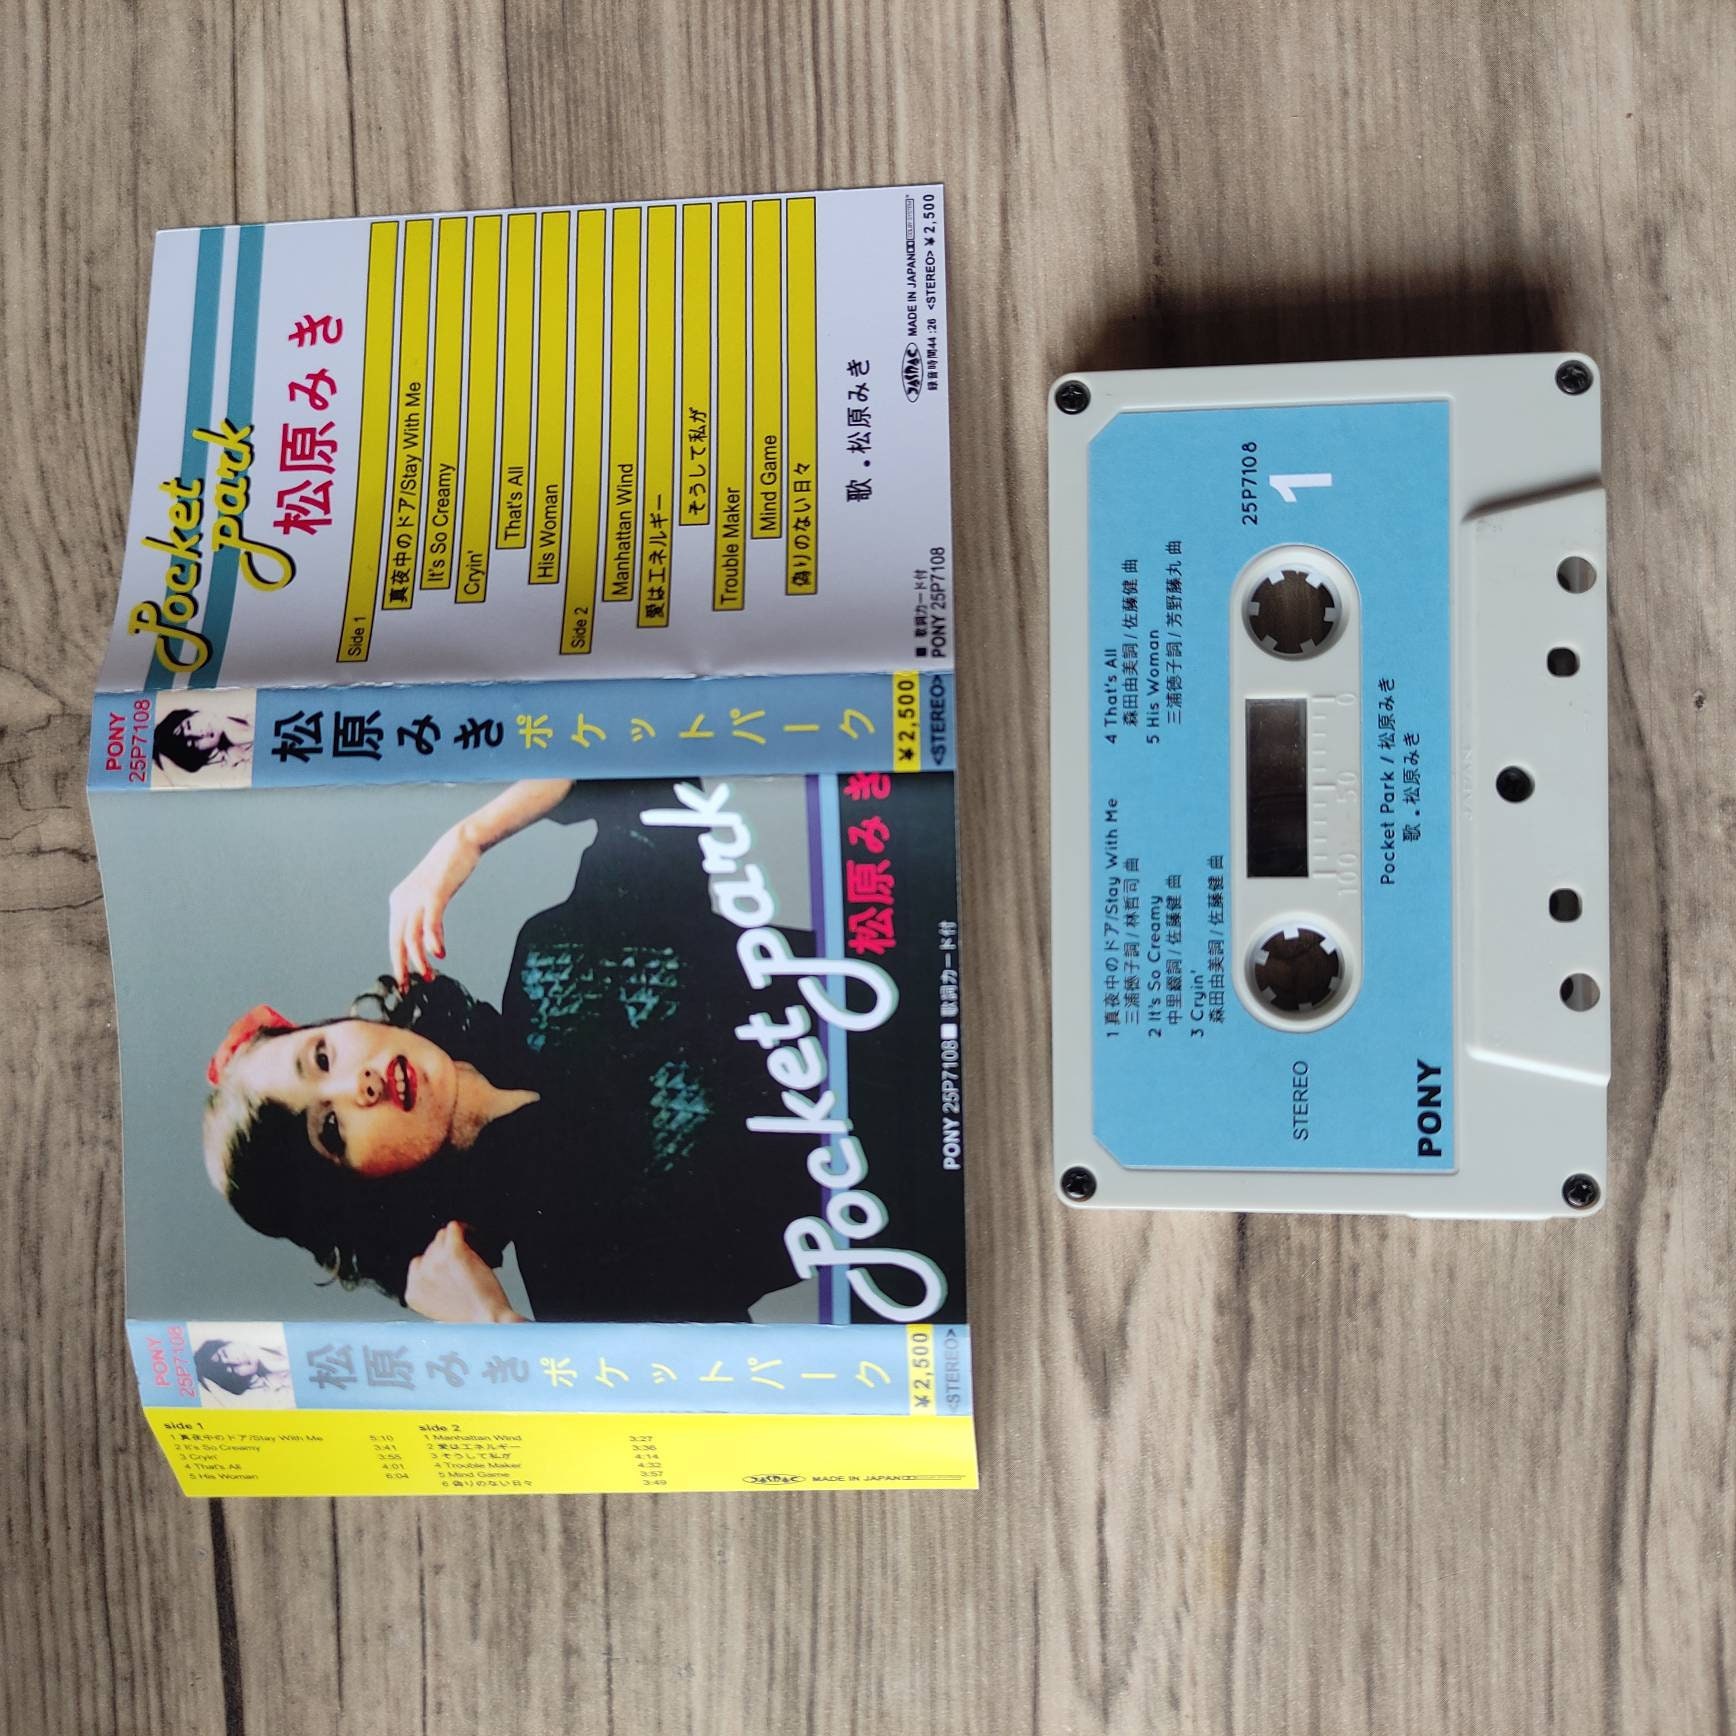 Pocket
park
松原みき
Side 1
真夜中のドア/Stay With Me
It's So Creamy
Cryin'
That's All
His Woman
Side 2
Manhattan Wind
愛はエネルギー
そうして私が
Trouble Maker
Mind Game
偽りのない日々
歌・松原みき
■ 歌詞カード付
PONY 25P7108
JASRAC MADE IN JAPAN
録音時間44:26 <STEREO> ¥2,500
PONY
25P7108
松原みき ポケットパーク
¥2,500
<STEREO>
Pocket park
松原みき
PONY 25P7108■ 歌詞カード付
PONY
25P7108
松原みき ポケットパーク
¥2,500
<STEREO>
side 1
1 真夜中のドア/Stay With Me 5:10
2 It's So Creamy 3:41
3 Cryin' 3:55
4 That's All 4:01
5 His Woman 6:04
side 2
1 Manhattan Wind 3:27
2 愛はエネルギー 3:36
3 そうして私が 4:14
4 Trouble Maker 4:32
5 Mind Game 3:57
6 偽りのない日々 3:49
JASRAC MADE IN JAPAN
1 真夜中のドア/Stay With Me
三浦徳子詞/林哲司 曲
2 It's So Creamy
中里綴詞/佐藤健 曲
3 Cryin'
森田由美詞/佐藤健 曲
4 That's All
森田由美詞/佐藤健 曲
5 His Woman
三浦徳子詞/芳野藤丸 曲
25P7108
STEREO
1
100 50 0
Pocket Park / 松原みき
歌・松原みき
PONY
JAPAN